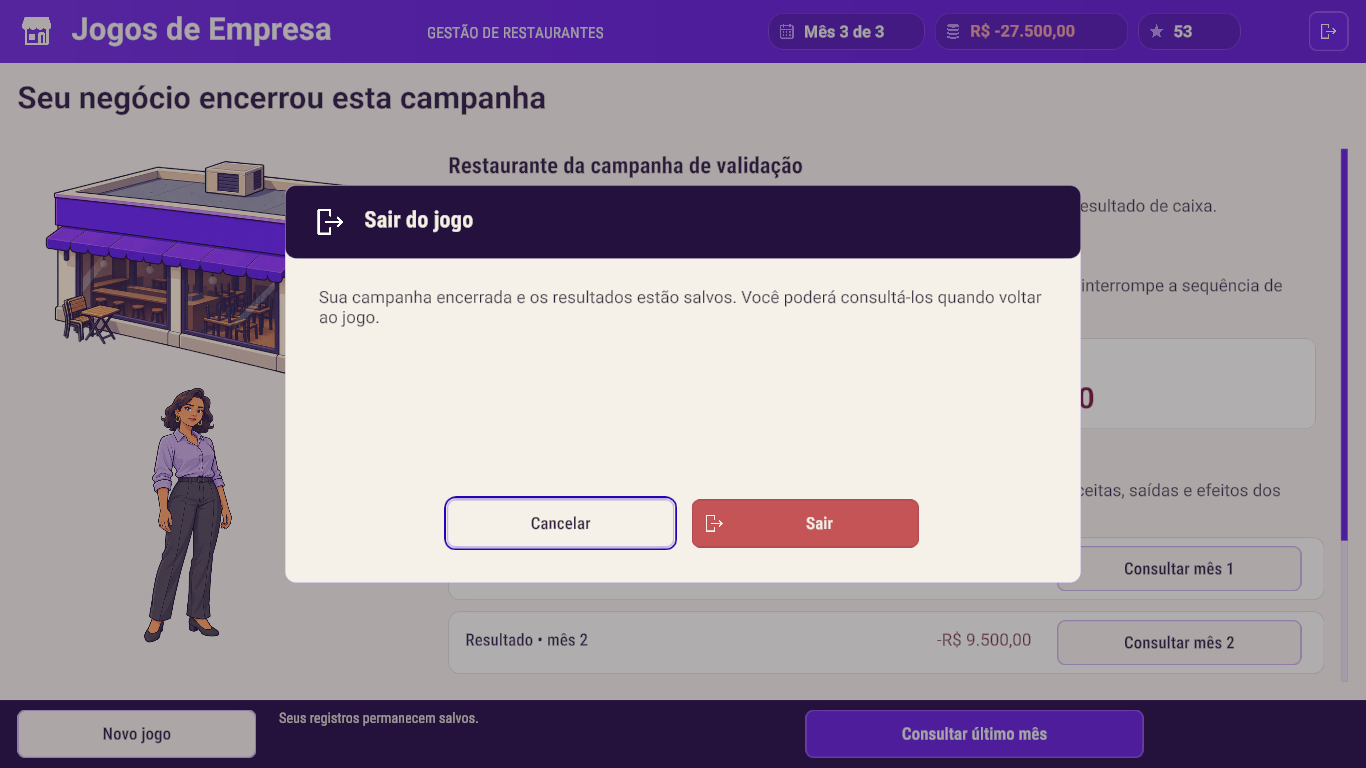 Jogos de Empresa
GESTÃO DE RESTAURANTES
Mês 3 de 3
R$ -27.500,00
53
Seu negócio encerrou esta campanha
Restaurante da campanha de validação
esultado de caixa.
Sair do jogo
interrompe a sequência de
Sua campanha encerrada e os resultados estão salvos. Você poderá consultá-los quando voltar
ao jogo.
0
ceitas, saídas e efeitos dos
Cancelar
Sair
Consultar mês 1
Resultado • mês 2
-R$ 9.500,00
Consultar mês 2
Novo jogo
Seus registros permanecem salvos.
Consultar último mês